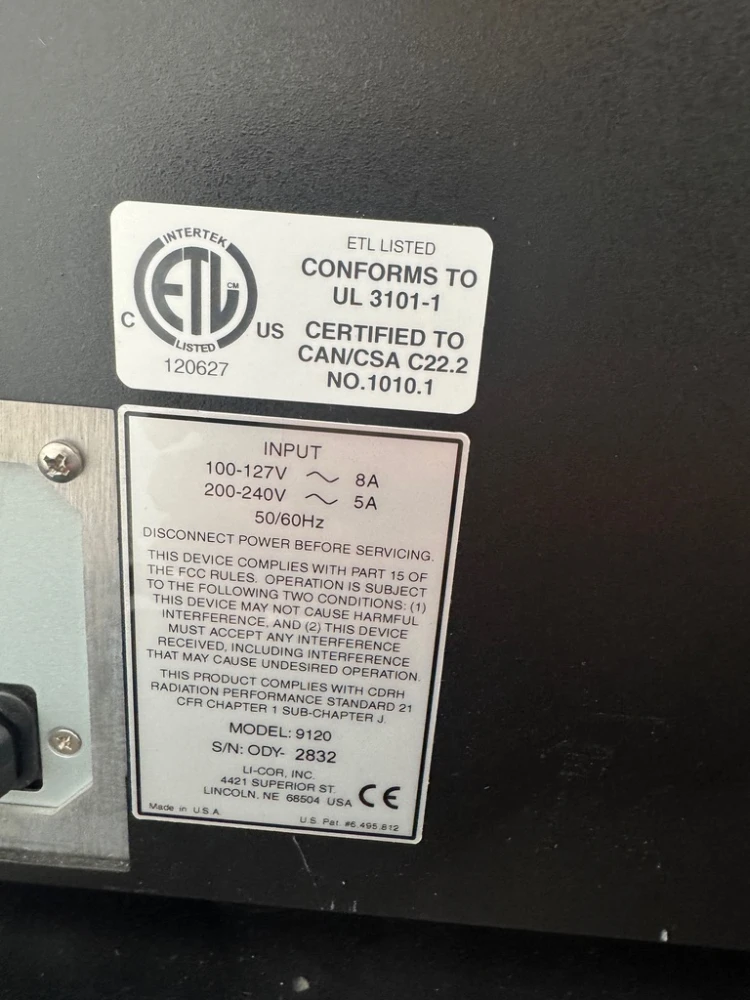 INTERTEK
ETL CM
LISTED
C
US
120627
ETL LISTED
CONFORMS TO
UL 3101-1
CERTIFIED TO
CAN/CSA C22.2
NO.1010.1
INPUT
100-127V ~ 8A
200-240V ~ 5A
50/60Hz
DISCONNECT POWER BEFORE SERVICING.
THIS DEVICE COMPLIES WITH PART 15 OF
THE FCC RULES. OPERATION IS SUBJECT
TO THE FOLLOWING TWO CONDITIONS: (1)
THIS DEVICE MAY NOT CAUSE HARMFUL
INTERFERENCE, AND (2) THIS DEVICE
MUST ACCEPT ANY INTERFERENCE
RECEIVED, INCLUDING INTERFERENCE
THAT MAY CAUSE UNDESIRED OPERATION.
THIS PRODUCT COMPLIES WITH CDRH
RADIATION PERFORMANCE STANDARD 21
CFR CHAPTER 1 SUB-CHAPTER J.
MODEL: 9120
S/N: ODY- 2832
LI-COR, INC.
4421 SUPERIOR ST.
LINCOLN, NE 68504 USA CE
Made in U.S.A.
U.S. Pat. #6,495,812